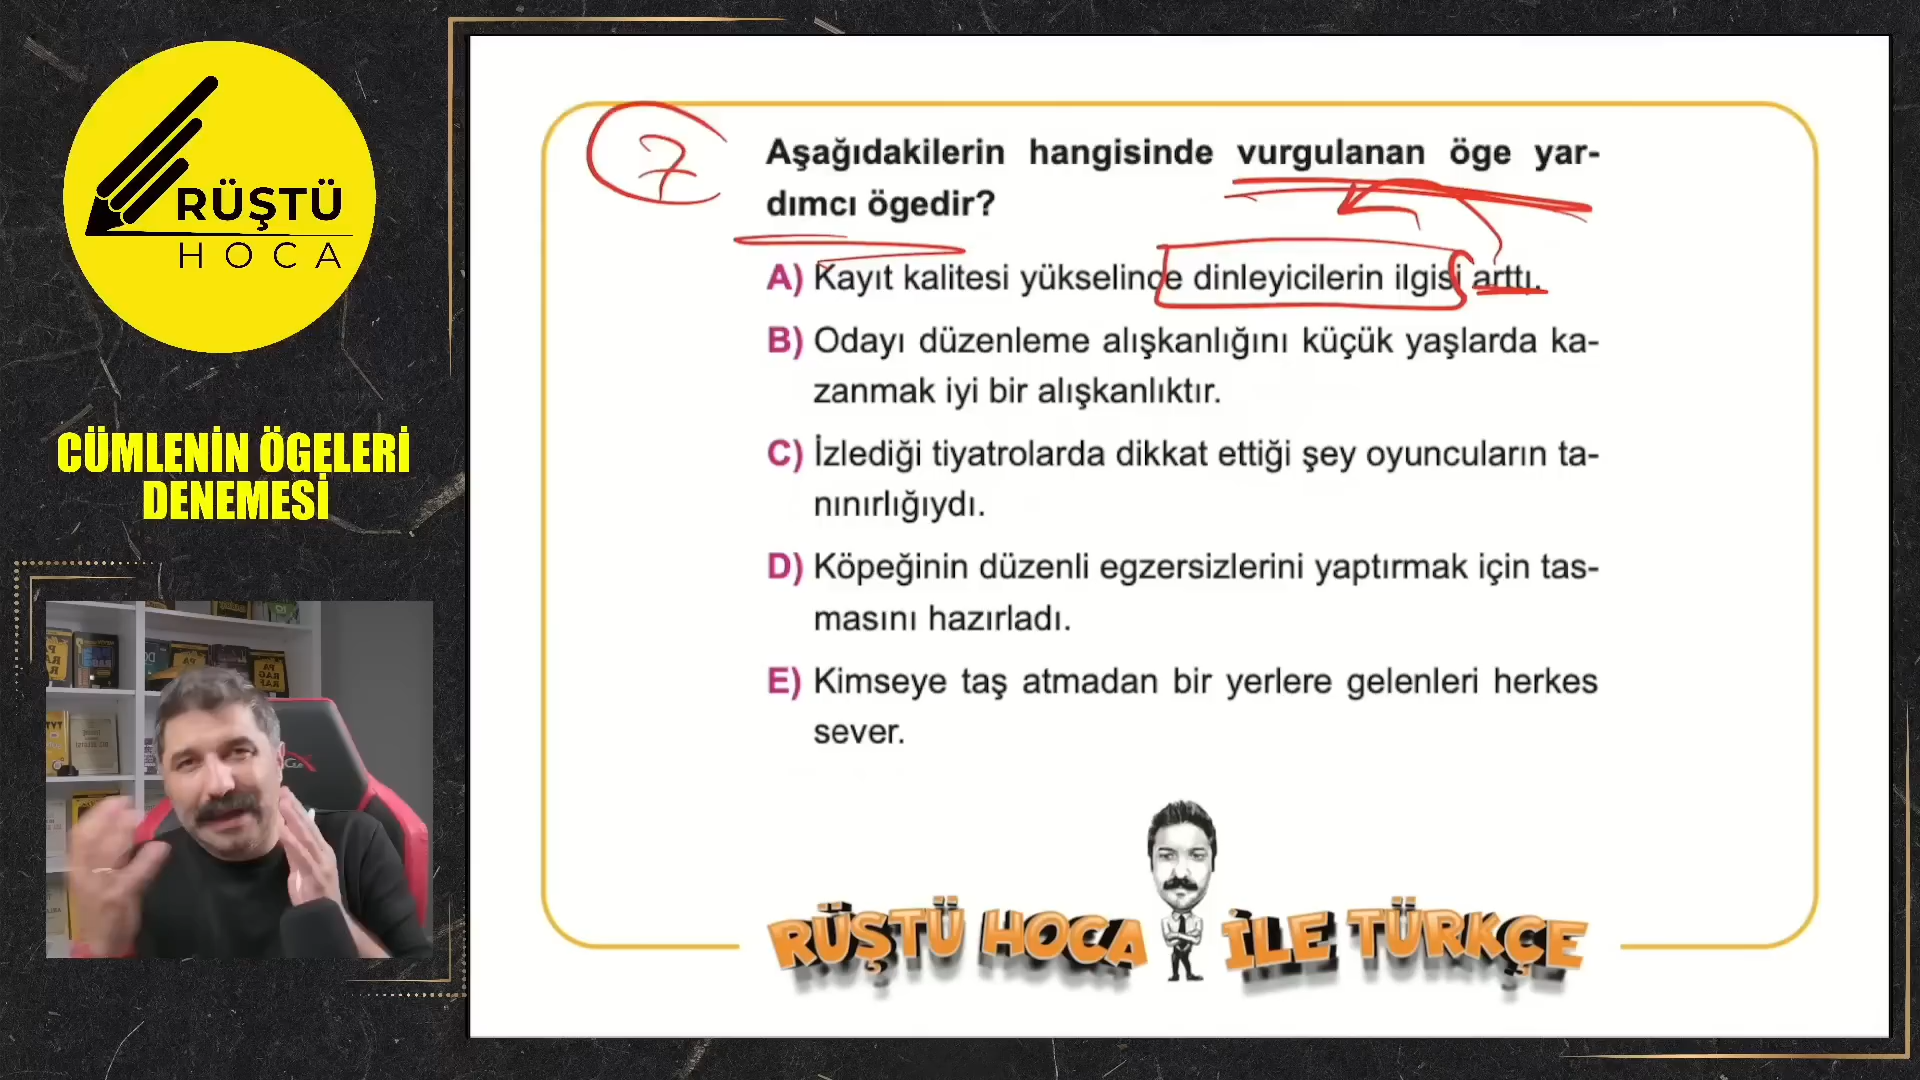 RÜŞTÜ
HOCA
CÜMLENİN ÖGELERİ
DENEMESİ
7
Aşağıdakilerin hangisinde vurgulanan öge yar-
dımcı ögedir?
A) Kayıt kalitesi yükselince dinleyicilerin ilgisi arttı.
B) Odayı düzenleme alışkanlığını küçük yaşlarda ka-
zanmak iyi bir alışkanlıktır.
C) İzlediği tiyatrolarda dikkat ettiği şey oyuncuların ta-
nınırlığıydı.
D) Köpeğinin düzenli egzersizlerini yaptırmak için tas-
masını hazırladı.
E) Kimseye taş atmadan bir yerlere gelenleri herkes
sever.
RÜŞTÜ HOCA İLE TÜRKÇE